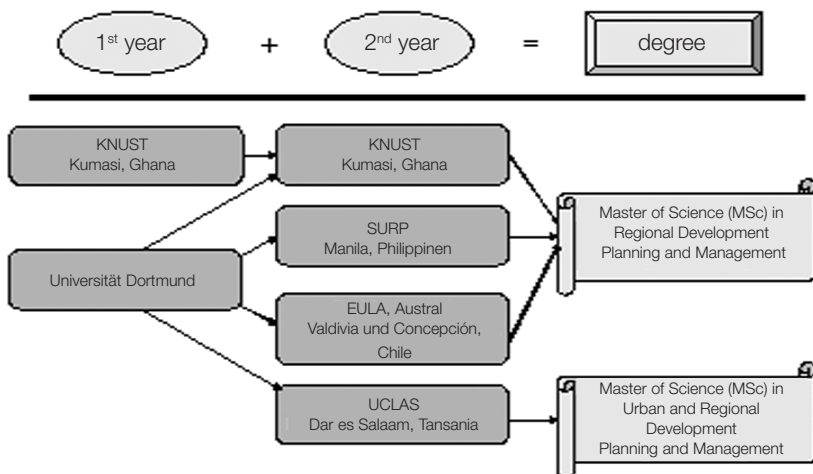 1st year + 2nd year = degree
KNUST
Kumasi, Ghana
KNUST
Kumasi, Ghana
Universität Dortmund
SURP
Manila, Philippinen
EULA, Austral
Valdivia und Concepción,
Chile
UCLAS
Dar es Salaam, Tansania
Master of Science (MSc) in
Regional Development
Planning and Management
Master of Science (MSc) in
Urban and Regional
Development
Planning and Management